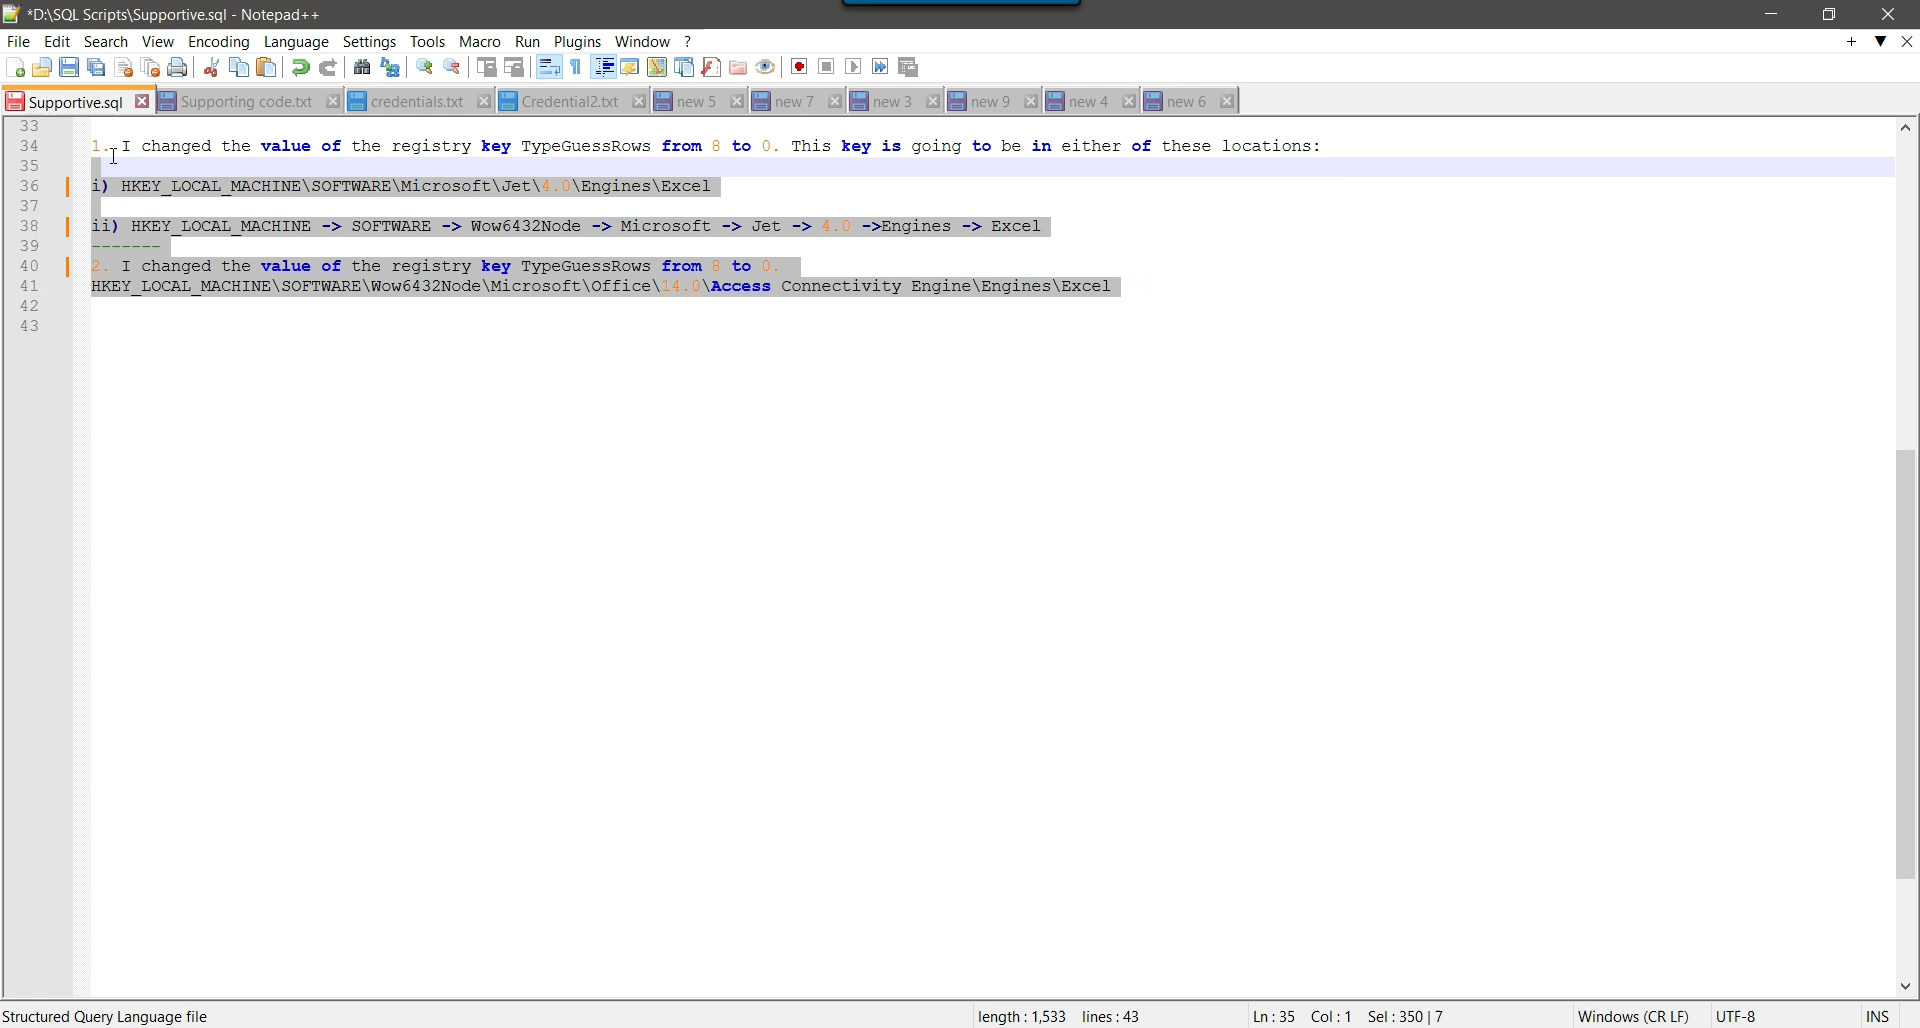 *D:\SQL Scripts\Supportive.sql - Notepad++
File Edit Search View Encoding Language Settings Tools Macro Run Plugins Window ?
Supportive.sql Supporting code.txt credentials.txt Credential2.txt new 5 new 7 new 3 new 9 new 4 new 6
33
34 1. I changed the value of the registry key TypeGuessRows from 8 to 0. This key is going to be in either of these locations:
35
36 i) HKEY_LOCAL_MACHINE\SOFTWARE\Microsoft\Jet\4.0\Engines\Excel
37
38 ii) HKEY_LOCAL_MACHINE -> SOFTWARE -> Wow6432Node -> Microsoft -> Jet -> 4.0 ->Engines -> Excel
39 -------
40 2. I changed the value of the registry key TypeGuessRows from 8 to 0.
41 HKEY_LOCAL_MACHINE\SOFTWARE\Wow6432Node\Microsoft\Office\14.0\Access Connectivity Engine\Engines\Excel
42
43
Structured Query Language file length : 1,533 lines : 43 Ln : 35 Col : 1 Sel : 350 | 7 Windows (CR LF) UTF-8 INS